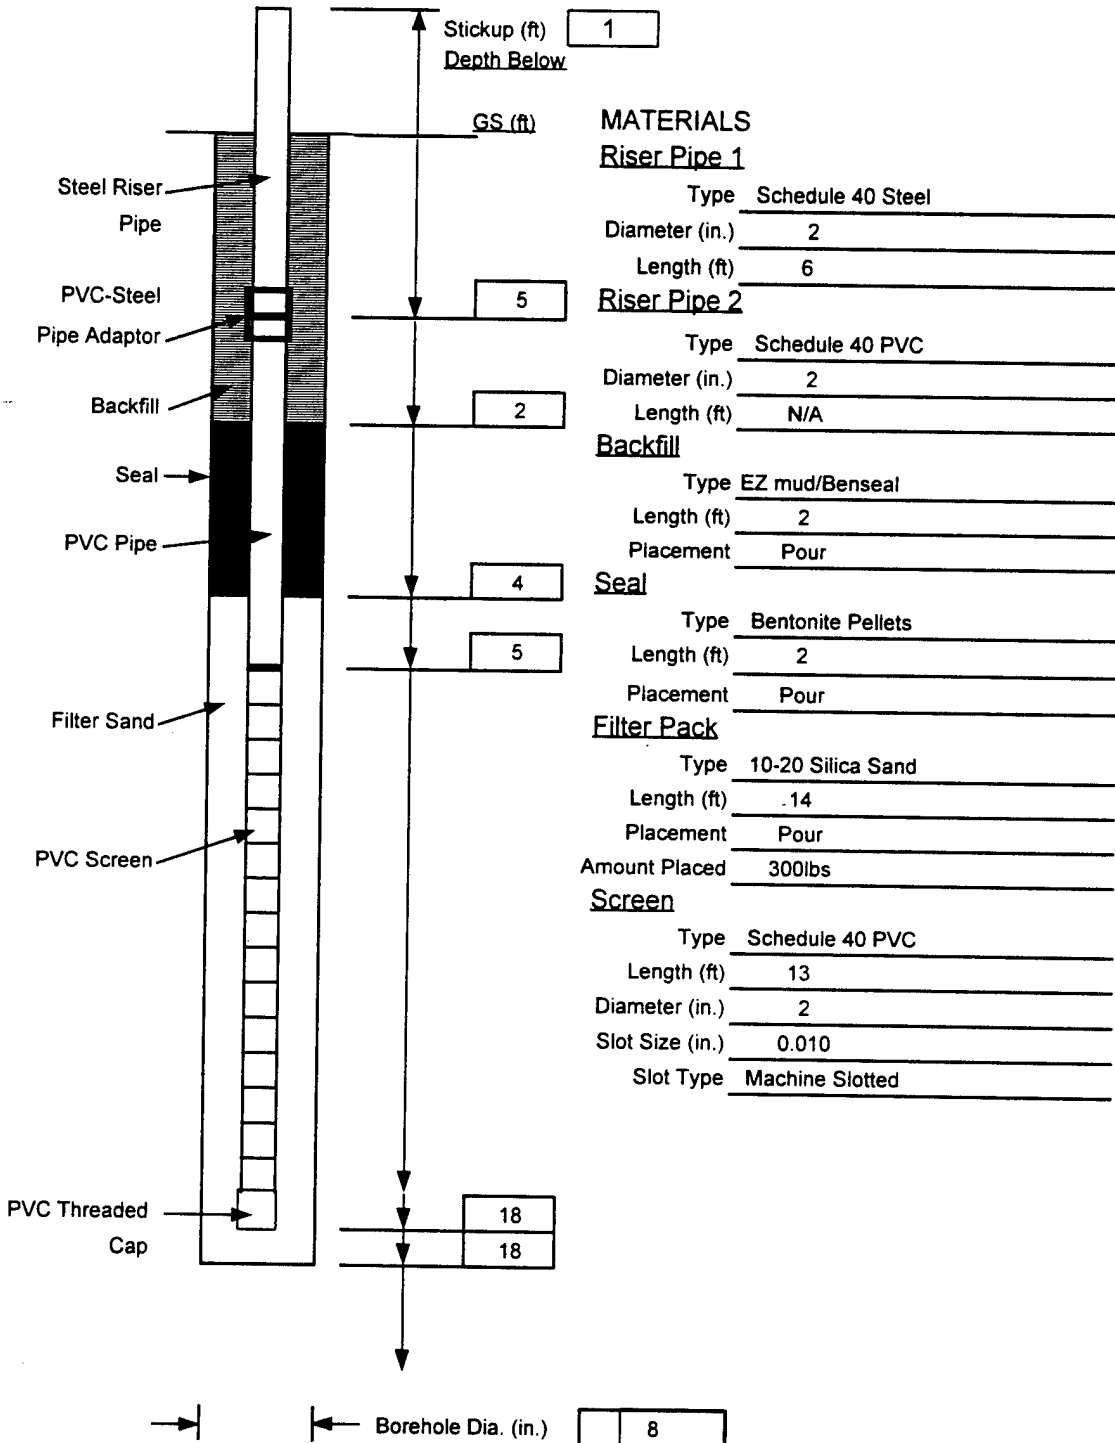 Stickup (ft) 1
Depth Below
GS (ft)
Steel Riser
Pipe
PVC-Steel
Pipe Adaptor
5
Backfill
2
Seal
PVC Pipe
4
5
Filter Sand
PVC Screen
PVC Threaded
Cap
18
18
Borehole Dia. (in.) 8
MATERIALS
Riser Pipe 1
Type Schedule 40 Steel
Diameter (in.) 2
Length (ft) 6
Riser Pipe 2
Type Schedule 40 PVC
Diameter (in.) 2
Length (ft) N/A
Backfill
Type EZ mud/Benseal
Length (ft) 2
Placement Pour
Seal
Type Bentonite Pellets
Length (ft) 2
Placement Pour
Filter Pack
Type 10-20 Silica Sand
Length (ft) 14
Placement Pour
Amount Placed 300lbs
Screen
Type Schedule 40 PVC
Length (ft) 13
Diameter (in.) 2
Slot Size (in.) 0.010
Slot Type Machine Slotted